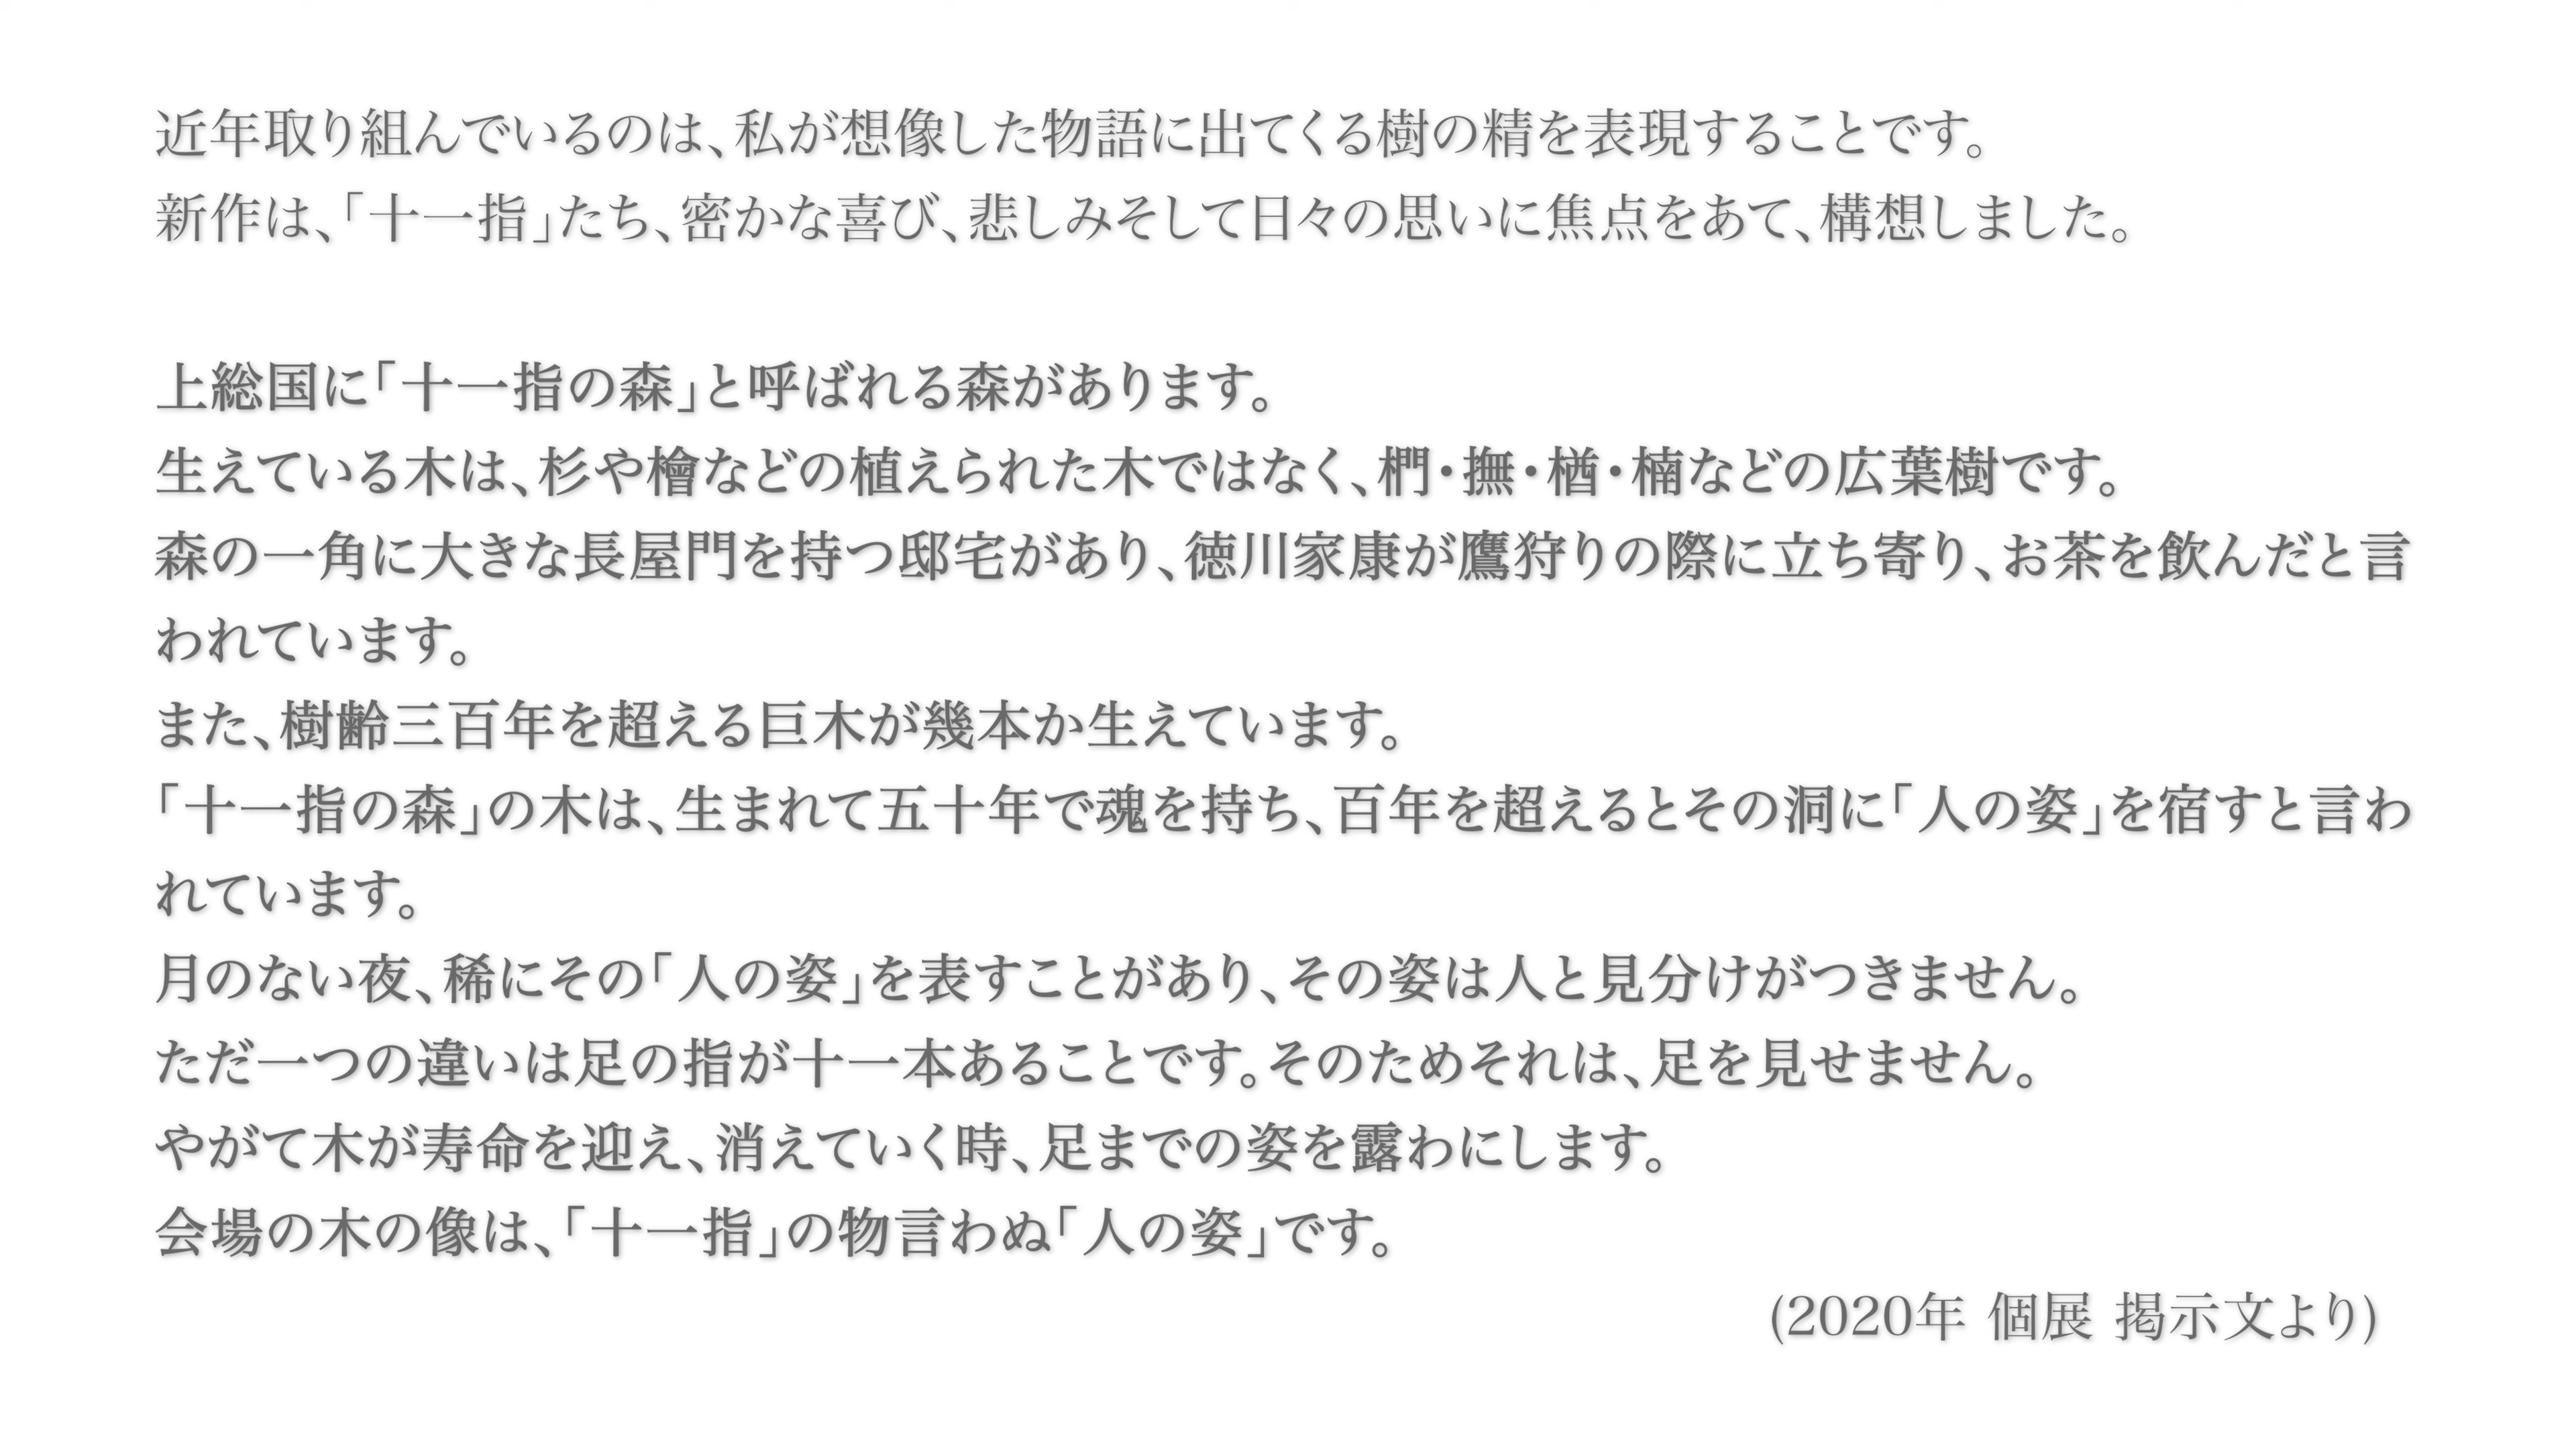 近年取り組んでいるのは、私が想像した物語に出てくる樹の精を表現することです。
新作は、「十一指」たち、密かな喜び、悲しみそして日々の思いに焦点をあて、構想しました。
上総国に「十一指の森」と呼ばれる森があります。
生えている木は、杉や檜などの植えられた木ではなく、椚・撫・楢・楠などの広葉樹です。
森の一角に大きな長屋門を持つ邸宅があり、徳川家康が鷹狩りの際に立ち寄り、お茶を飲んだと言
われています。
また、樹齢三百年を超える巨木が幾本か生えています。
「十一指の森」の木は、生まれて五十年で魂を持ち、百年を超えるとその洞に「人の姿」を宿すと言わ
れています。
月のない夜、稀にその「人の姿」を表すことがあり、その姿は人と見分けがつきません。
ただ一つの違いは足の指が十一本あることです。そのためそれは、足を見せません。
やがて木が寿命を迎え、消えていく時、足までの姿を露わにします。
会場の木の像は、「十一指」の物言わぬ「人の姿」です。
(2020年 個展 掲示文より)